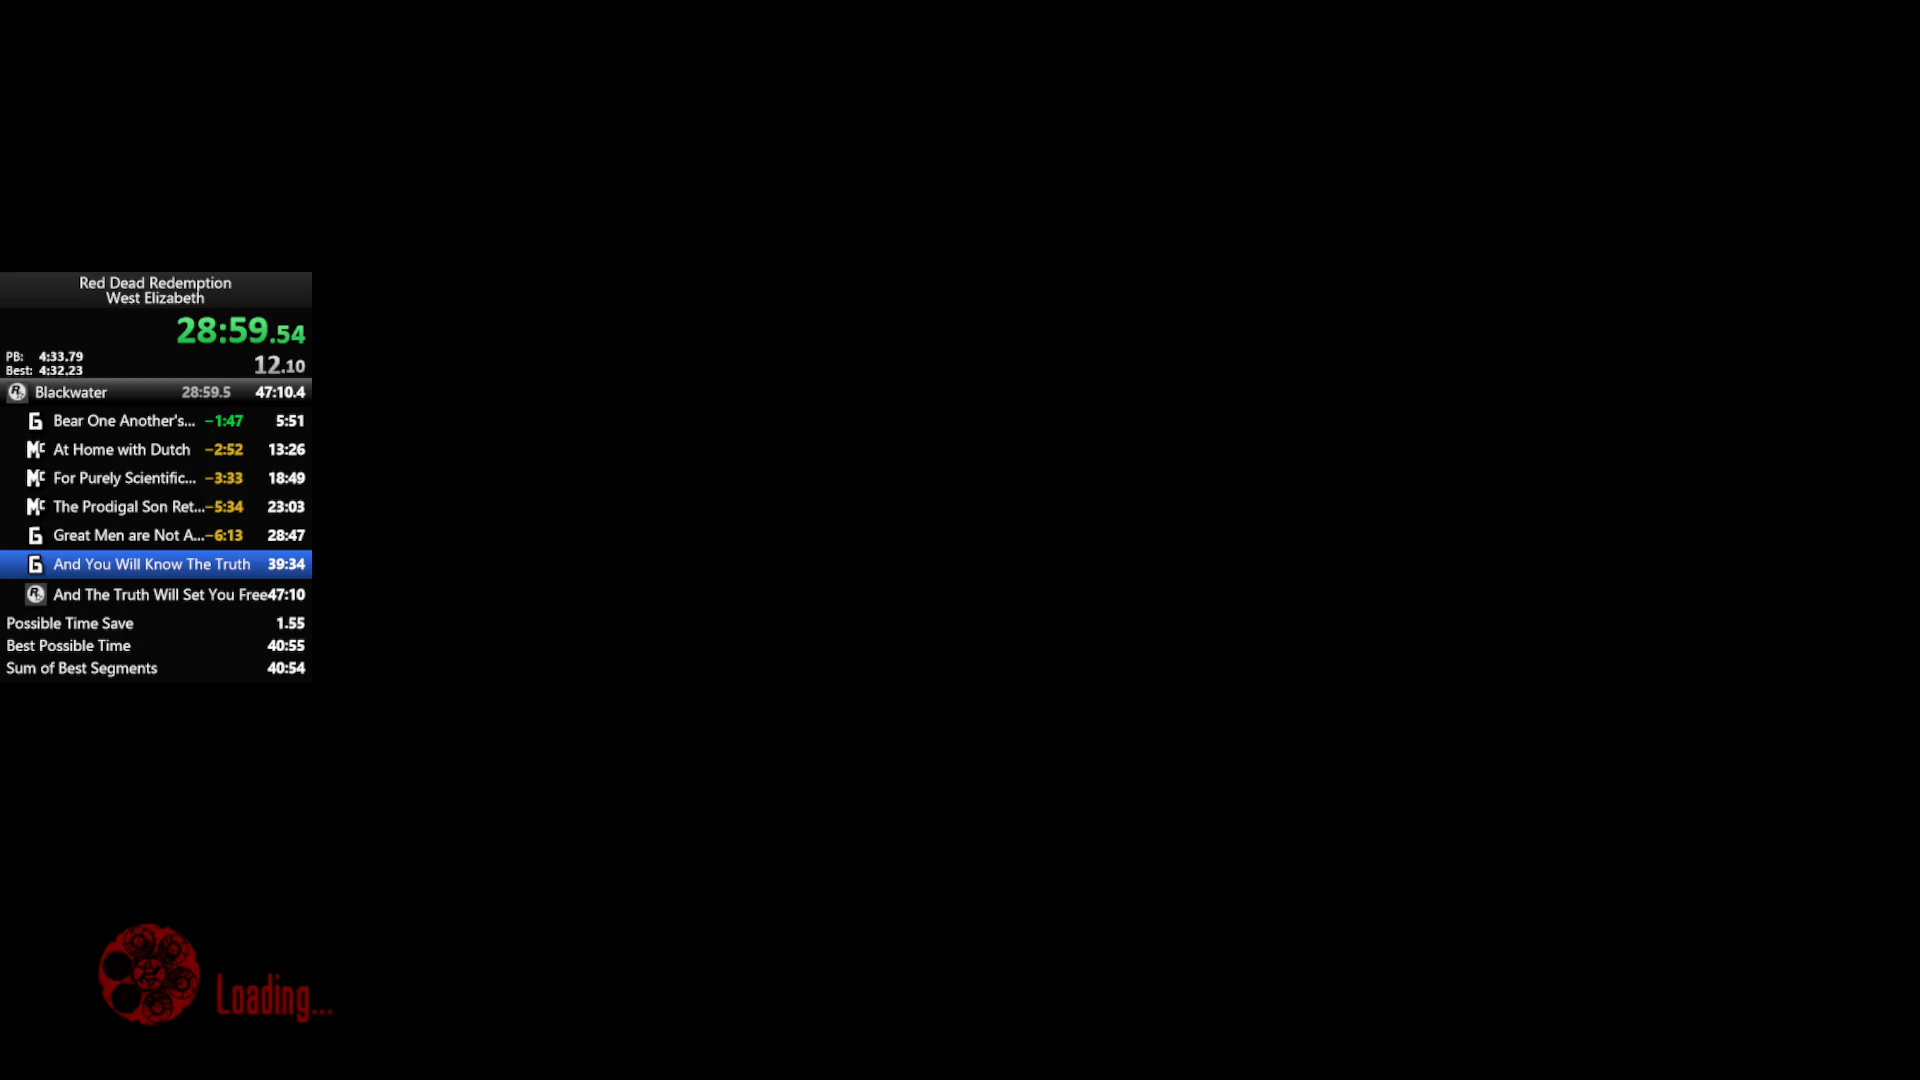 Red Dead Redemption
West Elizabeth
28:59.54
PB: 4:33.79
Best: 4:32.23
12.10
Blackwater 28:59.5 47:10.4
Bear One Another's... −1:47 5:51
At Home with Dutch −2:52 13:26
For Purely Scientific... −3:33 18:49
The Prodigal Son Ret... −5:34 23:03
Great Men are Not A... −6:13 28:47
And You Will Know The Truth 39:34
And The Truth Will Set You Free 47:10
Possible Time Save 1.55
Best Possible Time 40:55
Sum of Best Segments 40:54
Loading...